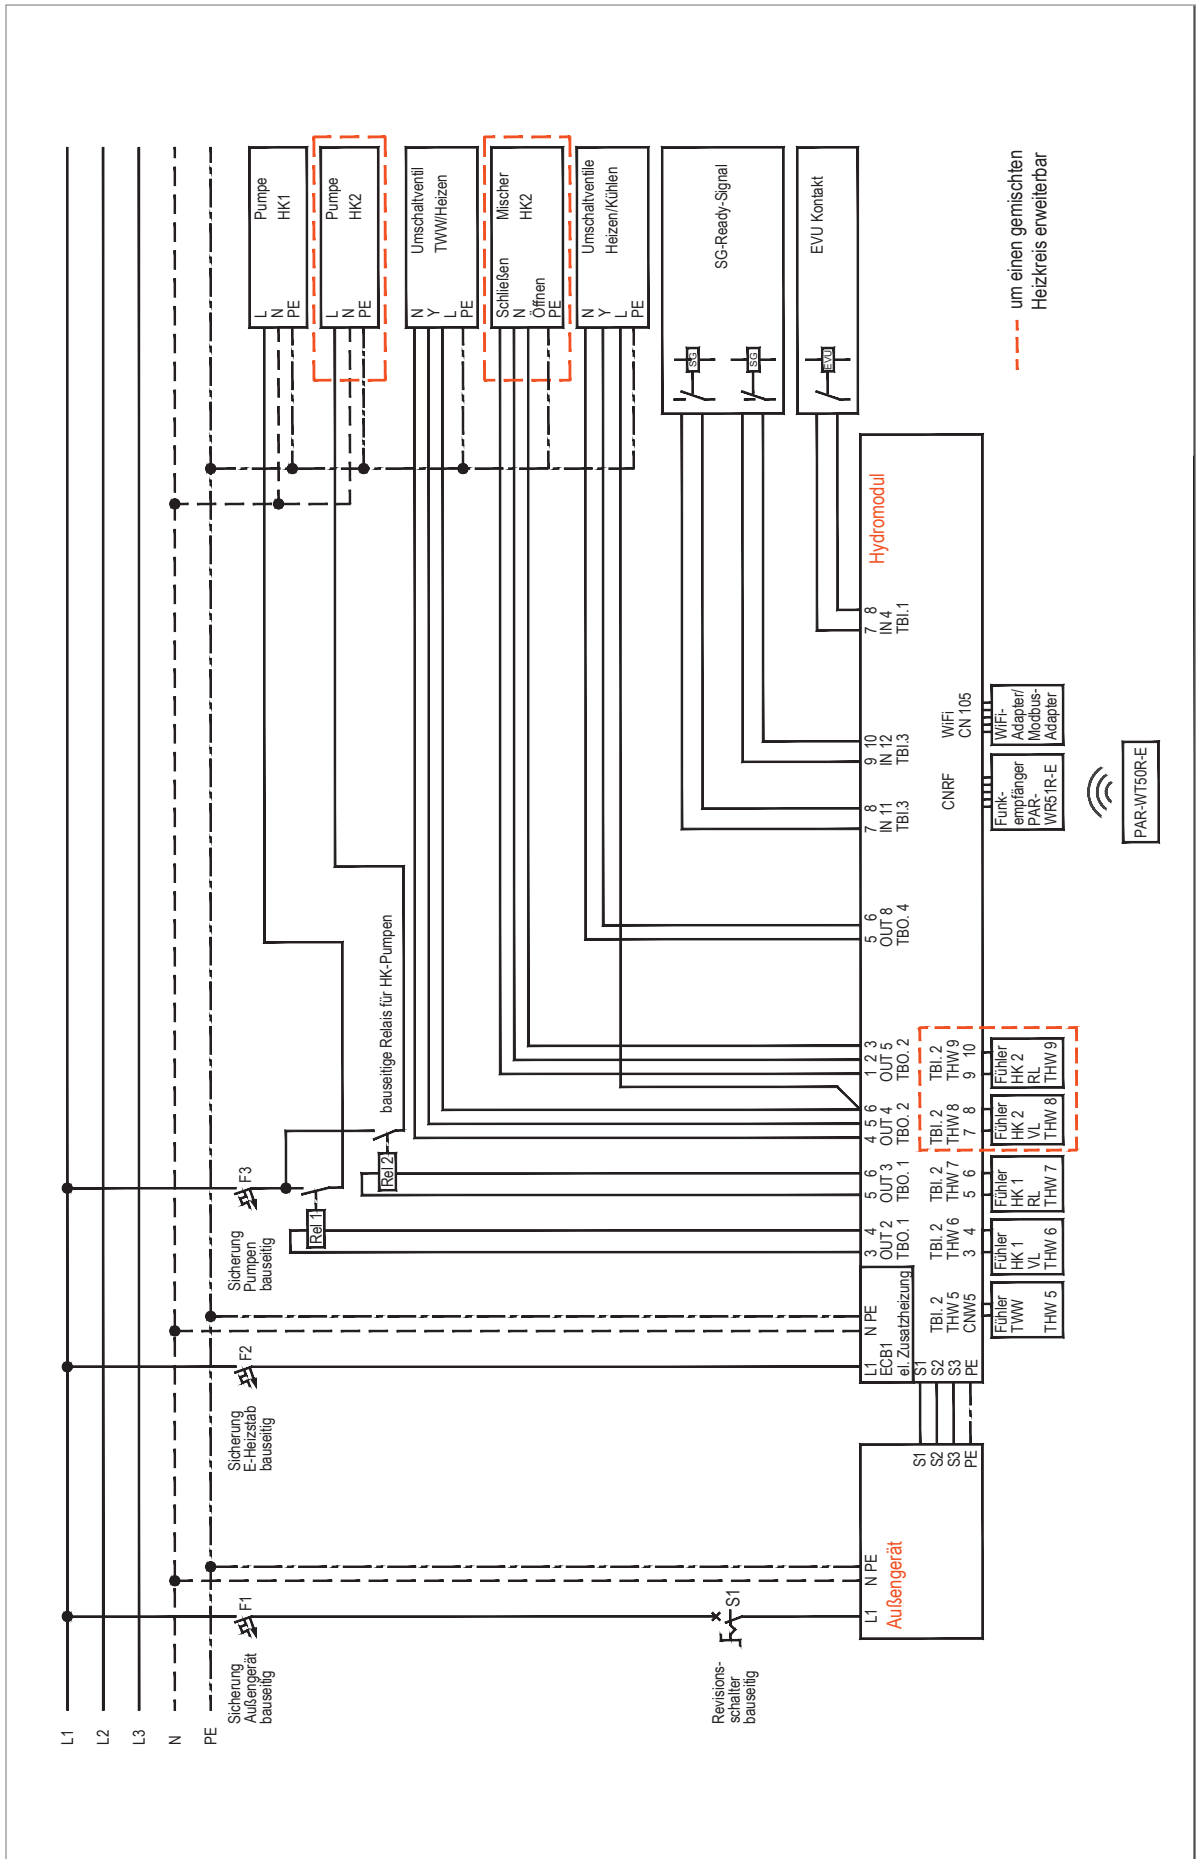 L1
L2
L3
N
PE
Sicherung
Außengerät
bauseitig
F1
Sicherung
E-Heizstab
bauseitig
F2
Sicherung
Pumpen
bauseitig
F3
Rel 1
Rel 2
bauseitige Relais für HK-Pumpen
Revisions-
schalter
bauseitig
S1
Pumpe
HK1
L
N
PE
Pumpe
HK2
L
N
PE
Umschaltventil
TWW/Heizen
N
Y
L
PE
Mischer
HK2
Schließen
N
Öffnen
PE
Umschaltventile
Heizen/Kühlen
N
Y
L
PE
SG-Ready-Signal
SG
SG
EVU Kontakt
EVU
um einen gemischten
Heizkreis erweiterbar
Außengerät
L1
N PE
S1
S2
S3
PE
Hydromodul
L1
N PE
ECB1
el. Zusatzheizung
S1
S2
S3
PE
3 4
OUT 2
TBO. 1
5 6
OUT 3
TBO. 1
4 5 6
OUT 4
TBO. 2
1 2 3
OUT 5
TBO. 2
5 6
OUT 8
TBO. 4
7 8
IN 11
TBI.3
9 10
IN 12
TBI.3
7 8
IN 4
TBI.1
TBI. 2
THW 5
CNW5
TBI. 2
THW 6
3 4
TBI. 2
THW 7
5 6
TBI. 2
THW 8
7 8
TBI. 2
THW 9
9 10
CNRF
WiFi
CN 105
Fühler
TWW
THW 5
Fühler
HK 1
VL
THW 6
Fühler
HK 1
RL
THW 7
Fühler
HK 2
VL
THW 8
Fühler
HK 2
RL
THW 9
Funk-
empfänger
PAR-
WR51R-E
WiFi-
Adapter/
Modbus-
Adapter
PAR-WT50R-E